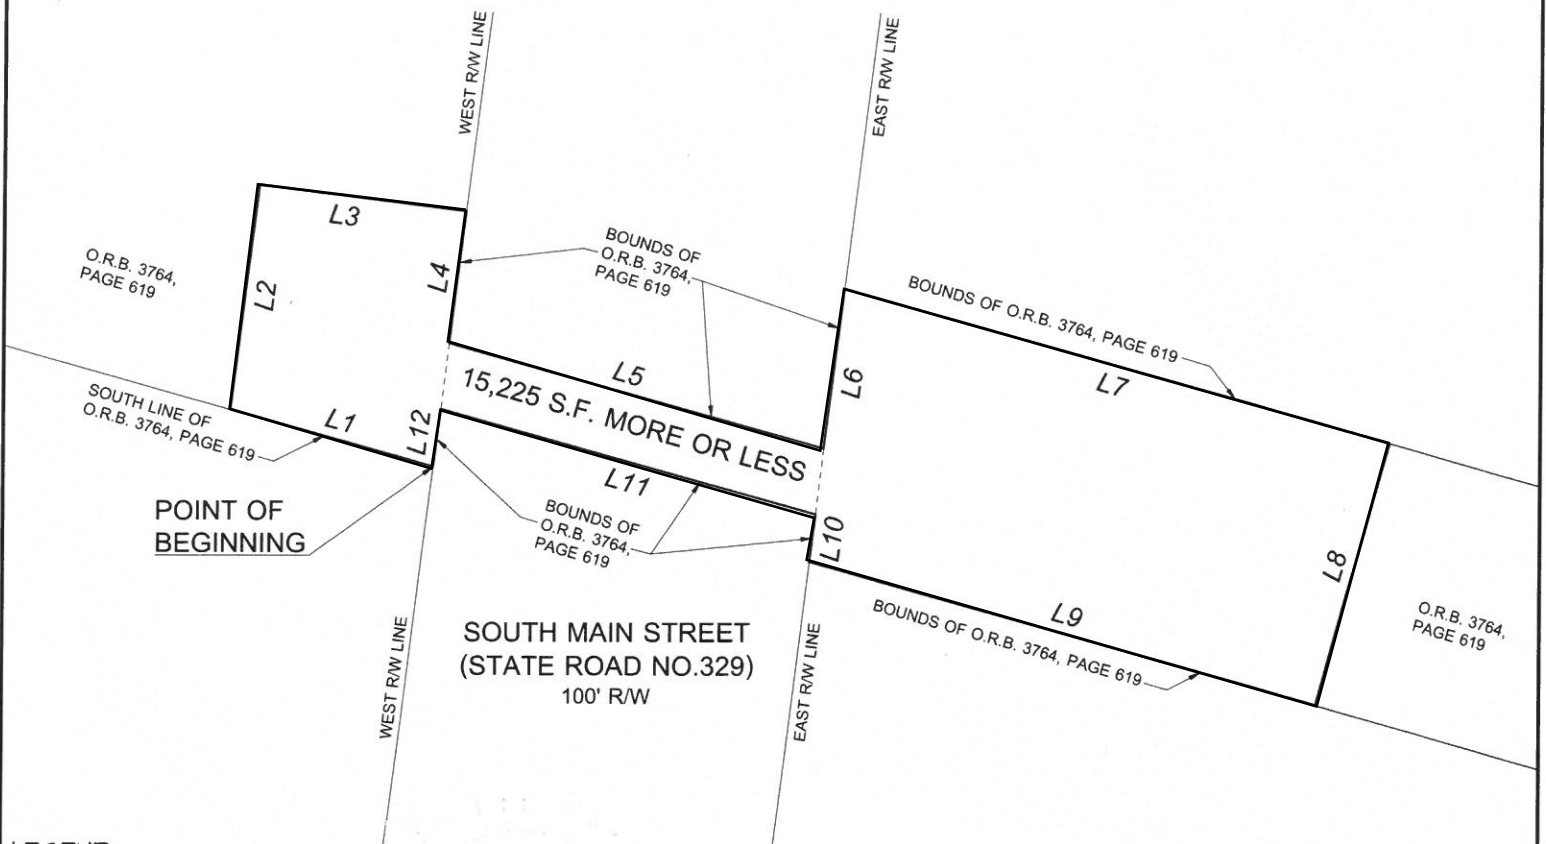 WEST R/W LINE
EAST R/W LINE
L3
BOUNDS OF
O.R.B. 3764,
PAGE 619
O.R.B. 3764,
PAGE 619
L2
L4
BOUNDS OF O.R.B. 3764, PAGE 619
L5
L6
L7
15,225 S.F. MORE OR LESS
SOUTH LINE OF
O.R.B. 3764, PAGE 619
L1
L12
L11
POINT OF
BEGINNING
BOUNDS OF
O.R.B. 3764,
PAGE 619
L10
L8
L9
BOUNDS OF O.R.B. 3764, PAGE 619
O.R.B. 3764,
PAGE 619
SOUTH MAIN STREET
(STATE ROAD NO.329)
100' R/W
WEST R/W LINE
EAST R/W LINE